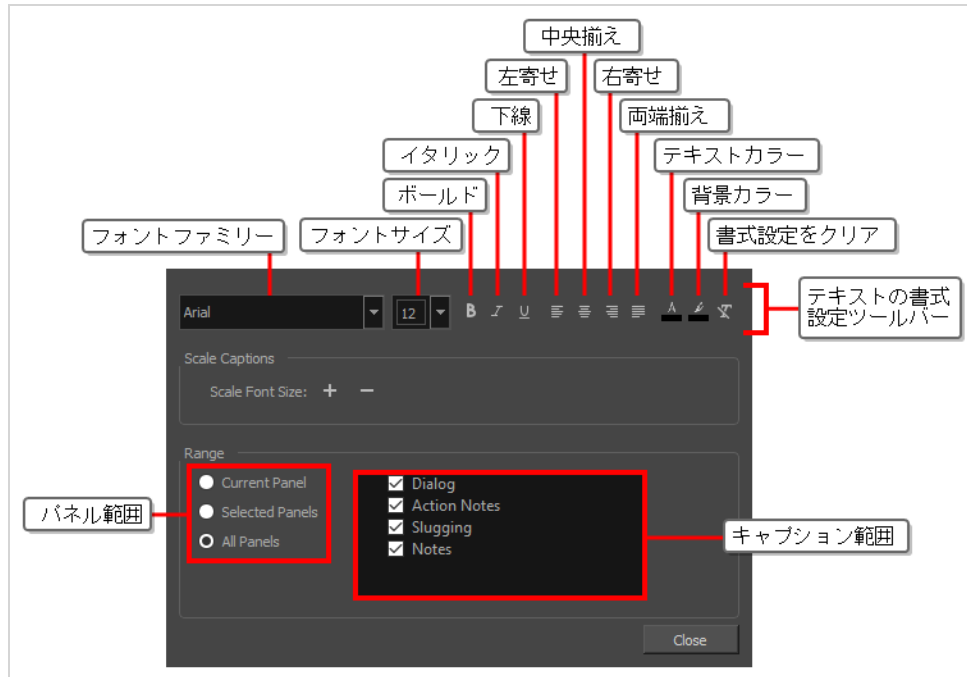 中央揃え
左寄せ
右寄せ
下線
両端揃え
イタリック
テキストカラー
ボールド
背景カラー
フォントファミリー
フォントサイズ
書式設定をクリア
テキストの書式
設定ツールバー
Arial
12
B I U
A
Scale Captions
Scale Font Size: + −
Range
Current Panel
Selected Panels
All Panels
Dialog
Action Notes
Slugging
Notes
パネル範囲
キャプション範囲
Close